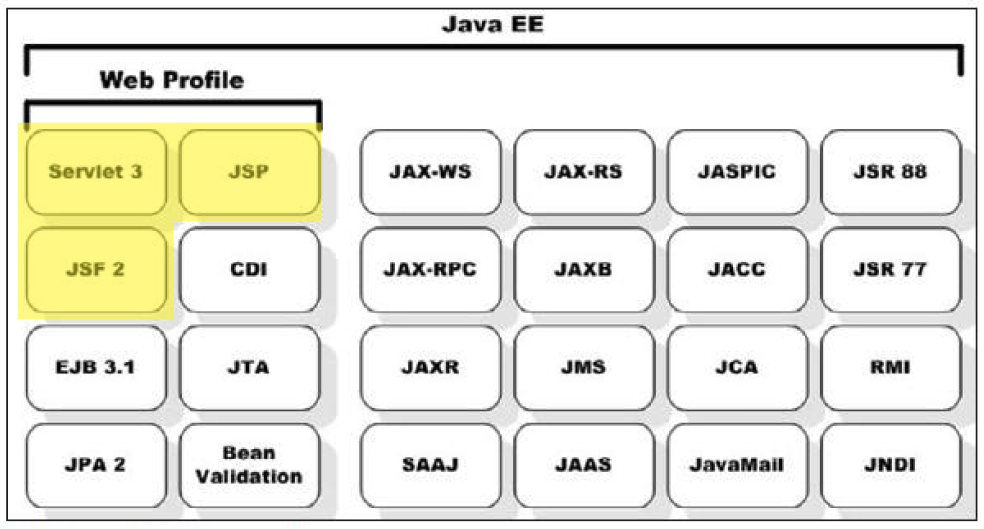 Java EE
Web Profile
Servlet 3
JSP
JAX-WS
JAX-RS
JASPIC
JSR 88
JSF 2
CDI
JAX-RPC
JAXB
JACC
JSR 77
EJB 3.1
JTA
JAXR
JMS
JCA
RMI
JPA 2
Bean
Validation
SAAJ
JAAS
JavaMail
JNDI